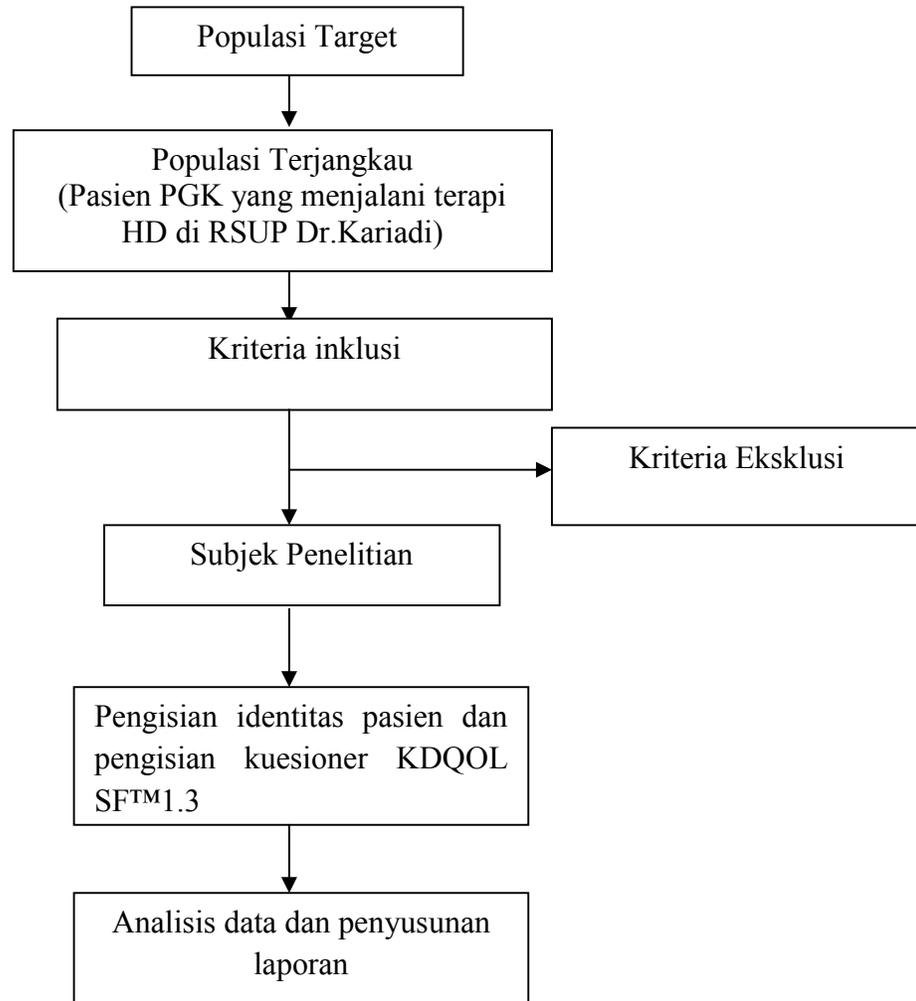 Populasi Target
Populasi Terjangkau
(Pasien PGK yang menjalani terapi
HD di RSUP Dr.Kariadi)
Kriteria inklusi
Kriteria Eksklusi
Subjek Penelitian
Pengisian identitas pasien dan
pengisian kuesioner KDQOL
SF™1.3
Analisis data dan penyusunan
laporan